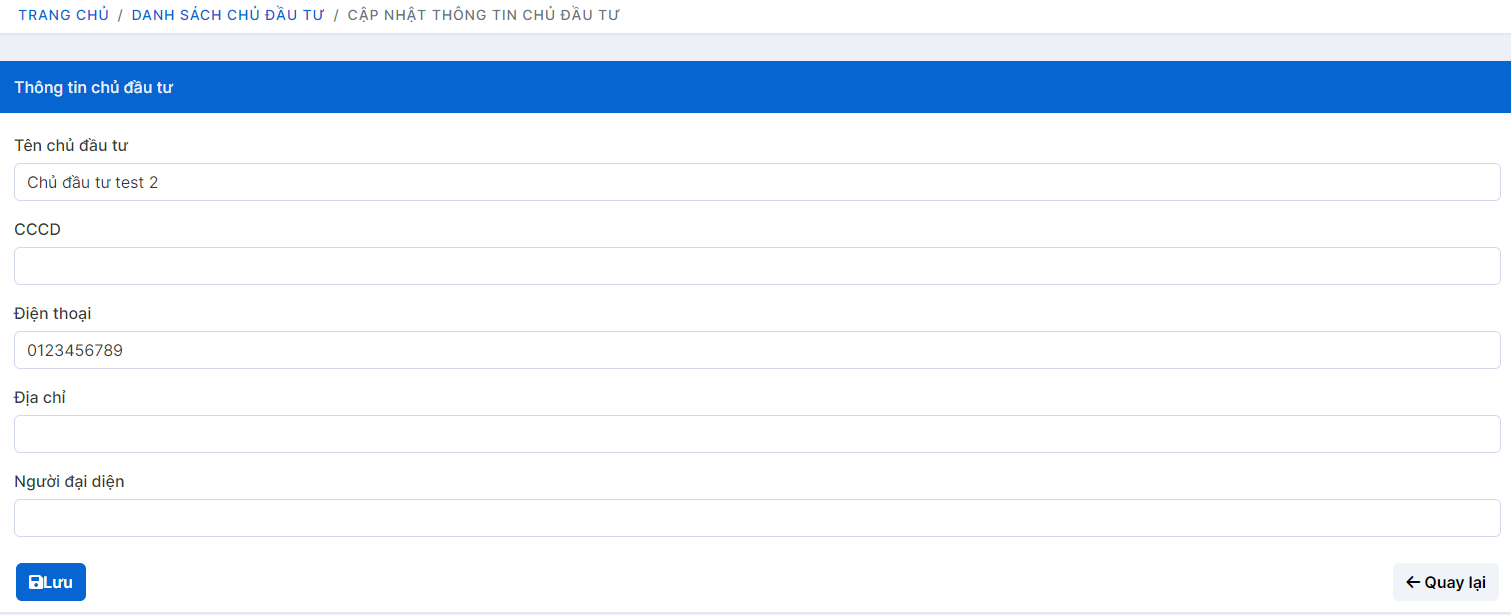 TRANG CHỦ / DANH SÁCH CHỦ ĐẦU TƯ / CẬP NHẬT THÔNG TIN CHỦ ĐẦU TƯ
Thông tin chủ đầu tư
Tên chủ đầu tư
Chủ đầu tư test 2
CCCD
Điện thoại
0123456789
Địa chỉ
Người đại diện
Lưu
Quay lại